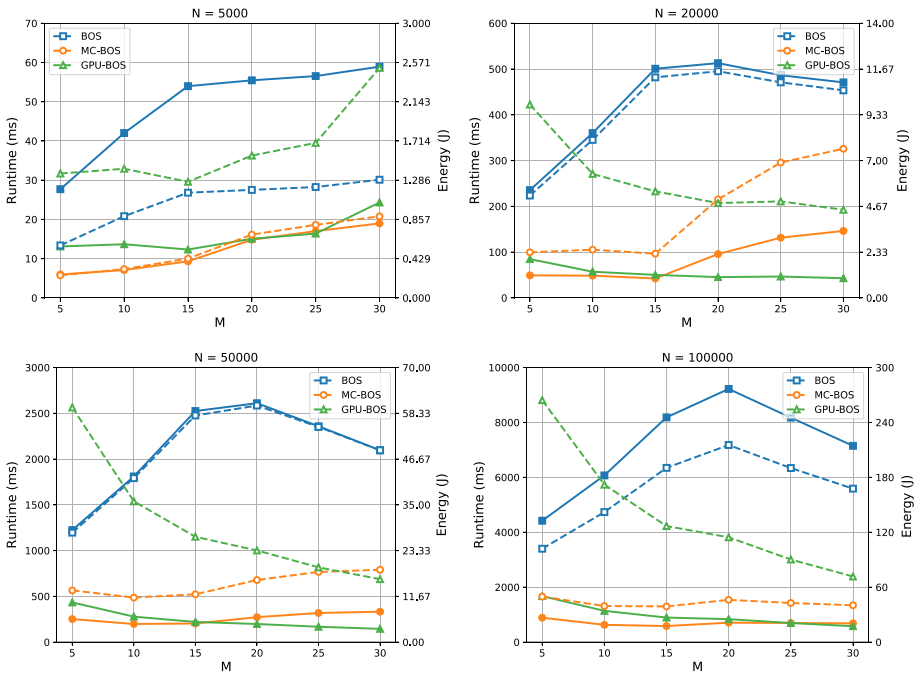 N = 5000
70
60
50
40
30
20
10
0
Runtime (ms)
3.000
2.571
2.143
1.714
1.286
0.857
0.429
0.000
Energy (J)
BOS
MC-BOS
GPU-BOS
5 10 15 20 25 30
M
N = 20000
600
500
400
300
200
100
0
Runtime (ms)
14.00
11.67
9.33
7.00
4.67
2.33
0.00
Energy (J)
BOS
MC-BOS
GPU-BOS
5 10 15 20 25 30
M
N = 50000
3000
2500
2000
1500
1000
500
0
Runtime (ms)
70.00
58.33
46.67
35.00
23.33
11.67
0.00
Energy (J)
BOS
MC-BOS
GPU-BOS
5 10 15 20 25 30
M
N = 100000
10000
8000
6000
4000
2000
0
Runtime (ms)
300
240
180
120
60
0
Energy (J)
BOS
MC-BOS
GPU-BOS
5 10 15 20 25 30
M